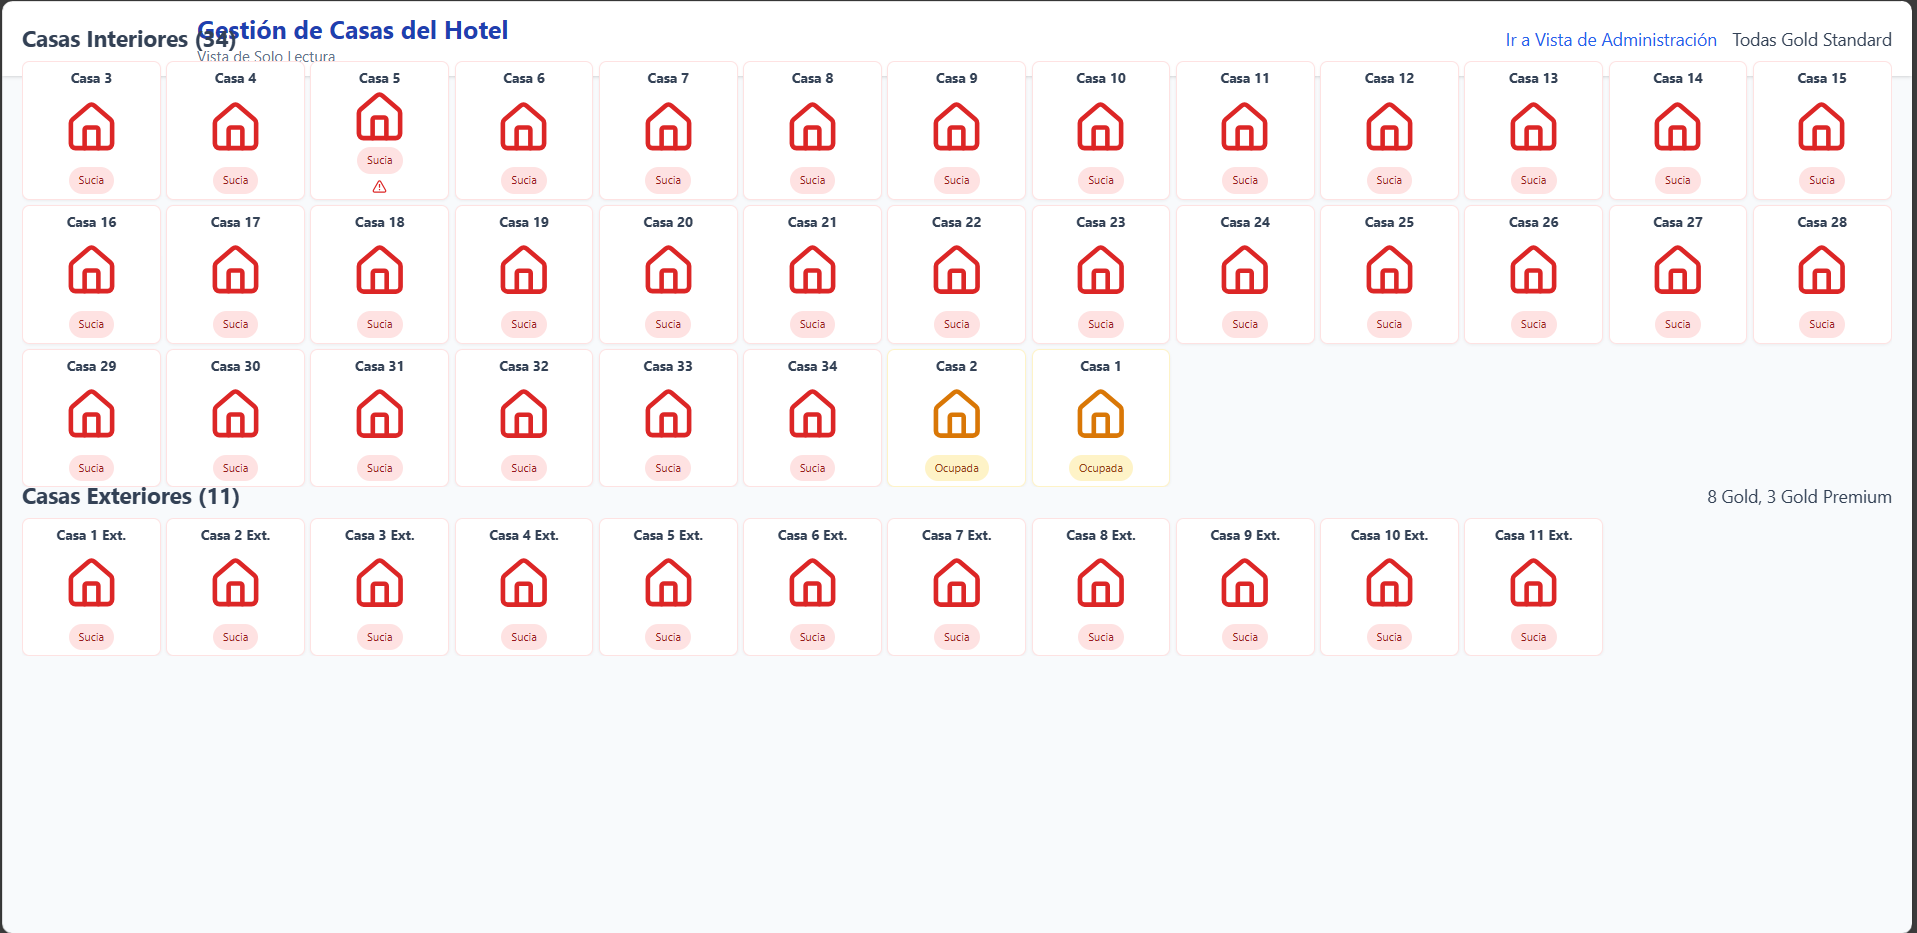 Gestión de Casas del Hotel
Casas Interiores (34)
Vista de Solo Lectura
Ir a Vista de Administración Todas Gold Standard
Casa 3 Casa 4 Casa 5 Casa 6 Casa 7 Casa 8 Casa 9 Casa 10 Casa 11 Casa 12 Casa 13 Casa 14 Casa 15
Sucia Sucia Sucia Sucia Sucia Sucia Sucia Sucia Sucia Sucia Sucia Sucia Sucia
Casa 16 Casa 17 Casa 18 Casa 19 Casa 20 Casa 21 Casa 22 Casa 23 Casa 24 Casa 25 Casa 26 Casa 27 Casa 28
Sucia Sucia Sucia Sucia Sucia Sucia Sucia Sucia Sucia Sucia Sucia Sucia Sucia
Casa 29 Casa 30 Casa 31 Casa 32 Casa 33 Casa 34 Casa 2 Casa 1
Sucia Sucia Sucia Sucia Sucia Sucia Ocupada Ocupada
Casas Exteriores (11) 8 Gold, 3 Gold Premium
Casa 1 Ext. Casa 2 Ext. Casa 3 Ext. Casa 4 Ext. Casa 5 Ext. Casa 6 Ext. Casa 7 Ext. Casa 8 Ext. Casa 9 Ext. Casa 10 Ext. Casa 11 Ext.
Sucia Sucia Sucia Sucia Sucia Sucia Sucia Sucia Sucia Sucia Sucia